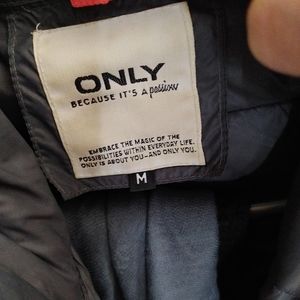 ONLY
BECAUSE IT'S A passion
EMBRACE THE MAGIC OF THE
POSSIBILITIES WITHIN EVERYDAY LIFE.
ONLY IS ABOUT YOU-AND ONLY YOU.
M